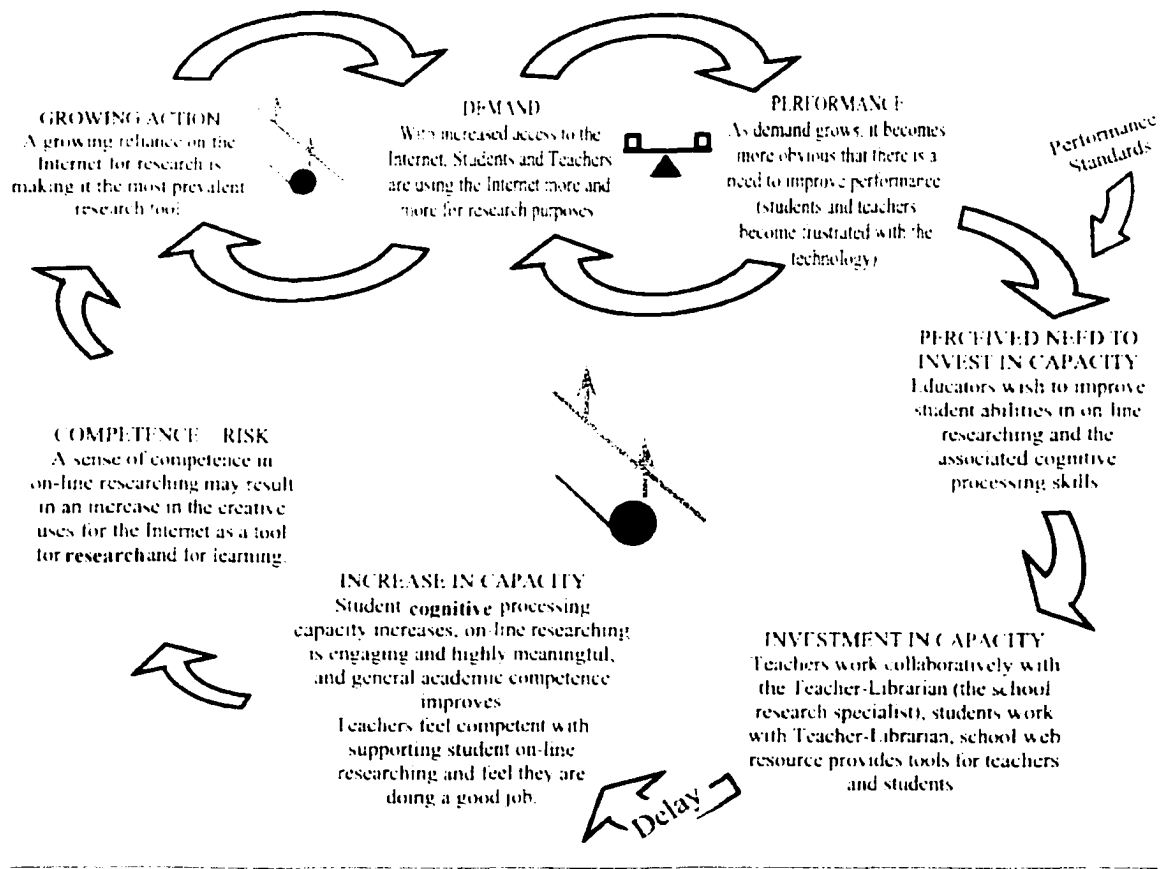 GROWING ACTION
A growing reliance on the
Internet for research is
making it the most prevalent
research tool
DEMAND
With increased access to the
Internet, Students and Teachers
are using the Internet more and
more for research purposes
PERFORMANCE
As demand grows, it becomes
more obvious that there is a
need to improve performance
(students and teachers
become frustrated with the
technology)
Performance
Standards
PERCEIVED NEED TO
INVEST IN CAPACITY
Educators wish to improve
student abilities in on-line
researching and the
associated cognitive
processing skills
INVESTMENT IN CAPACITY
Teachers work collaboratively with
the Teacher-Librarian (the school
research specialist), students work
with Teacher-Librarian, school web
resource provides tools for teachers
and students
Delay
INCREASE IN CAPACITY
Student cognitive processing
capacity increases, on-line researching
is engaging and highly meaningful,
and general academic competence
improves
Teachers feel competent with
supporting student on-line
researching and feel they are
doing a good job.
COMPETENCE RISK
A sense of competence in
on-line researching may result
in an increase in the creative
uses for the Internet as a tool
for research and for learning.